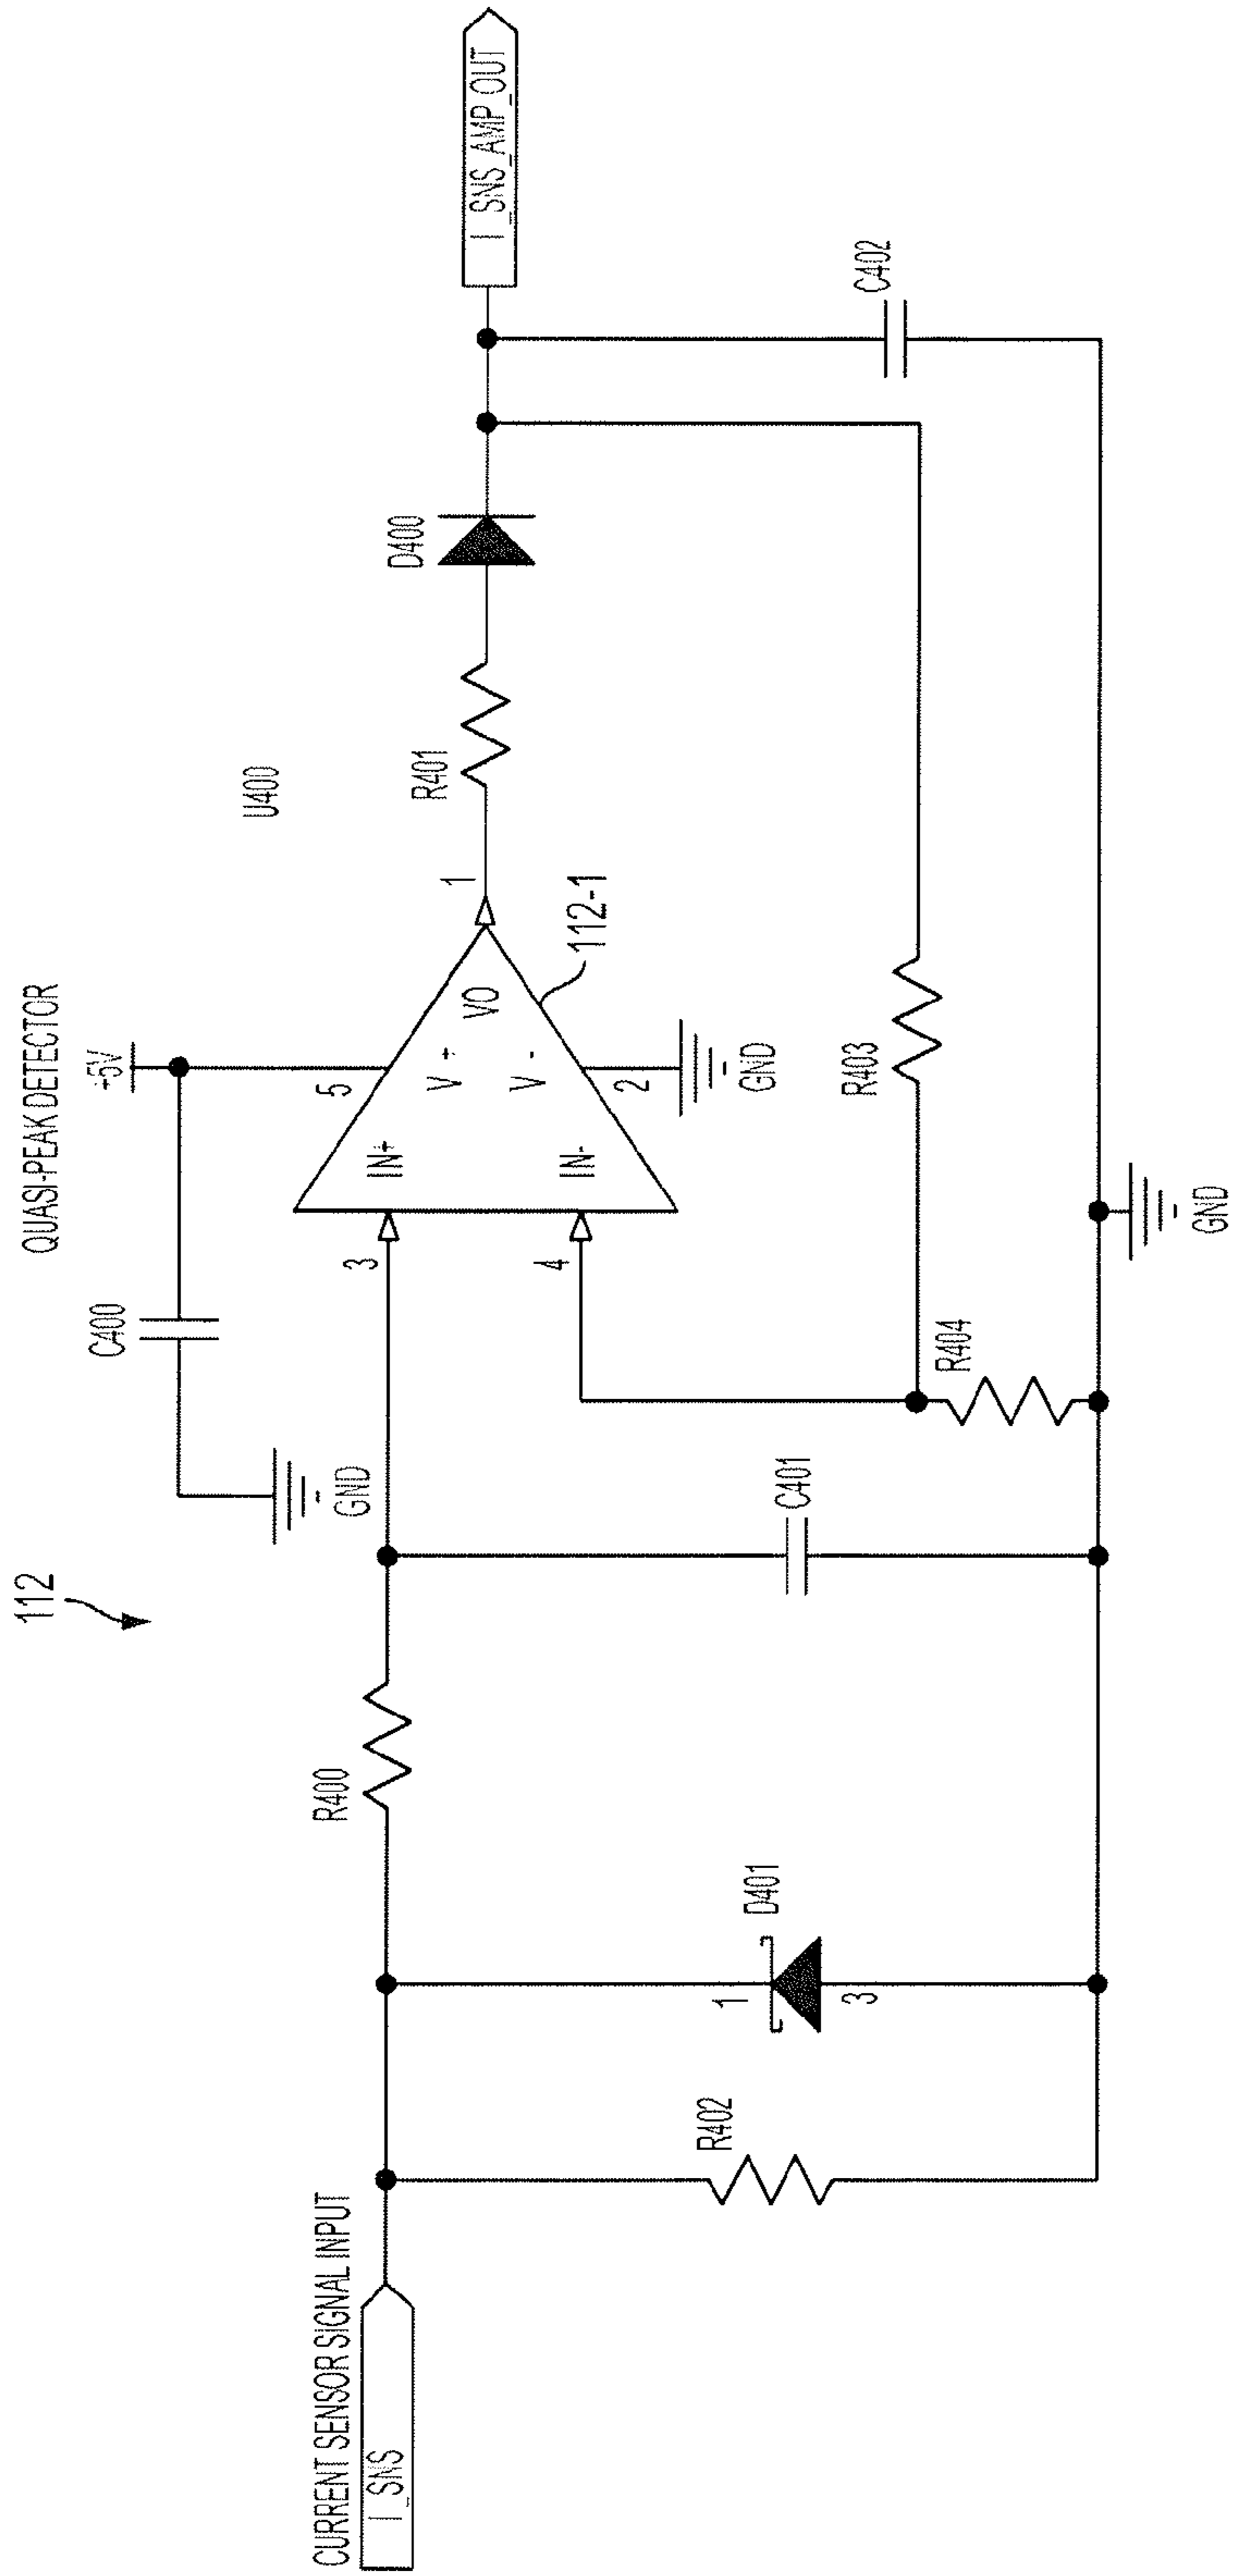 112
QUASI-PEAK DETECTOR
+5V
C400
GND
U400
CURRENT SENSOR SIGNAL INPUT
I_SNS
R400
3
IN+
5
V +
VO
1
R401
D400
I_SNS_AMP_OUT
4
IN-
V -
2
GND
112-1
R402
D401
1
3
C401
R404
R403
C402
GND